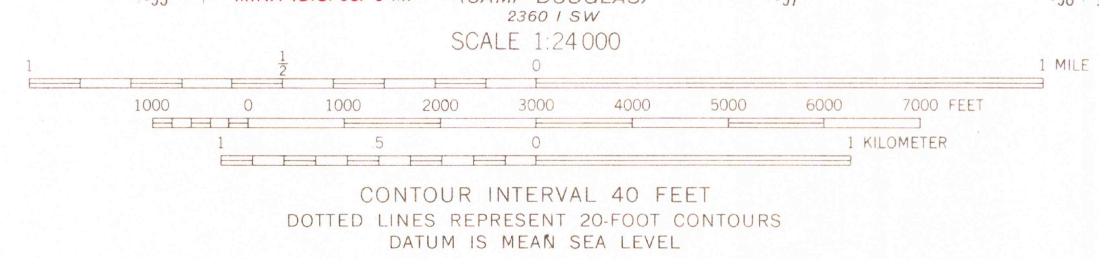 (CAMP DOUGLAS)
2360 I SW
SCALE 1:24 000
1 ½ 0 1 MILE
1000 0 1000 2000 3000 4000 5000 6000 7000 FEET
1 .5 0 1 KILOMETER
CONTOUR INTERVAL 40 FEET
DOTTED LINES REPRESENT 20-FOOT CONTOURS
DATUM IS MEAN SEA LEVEL